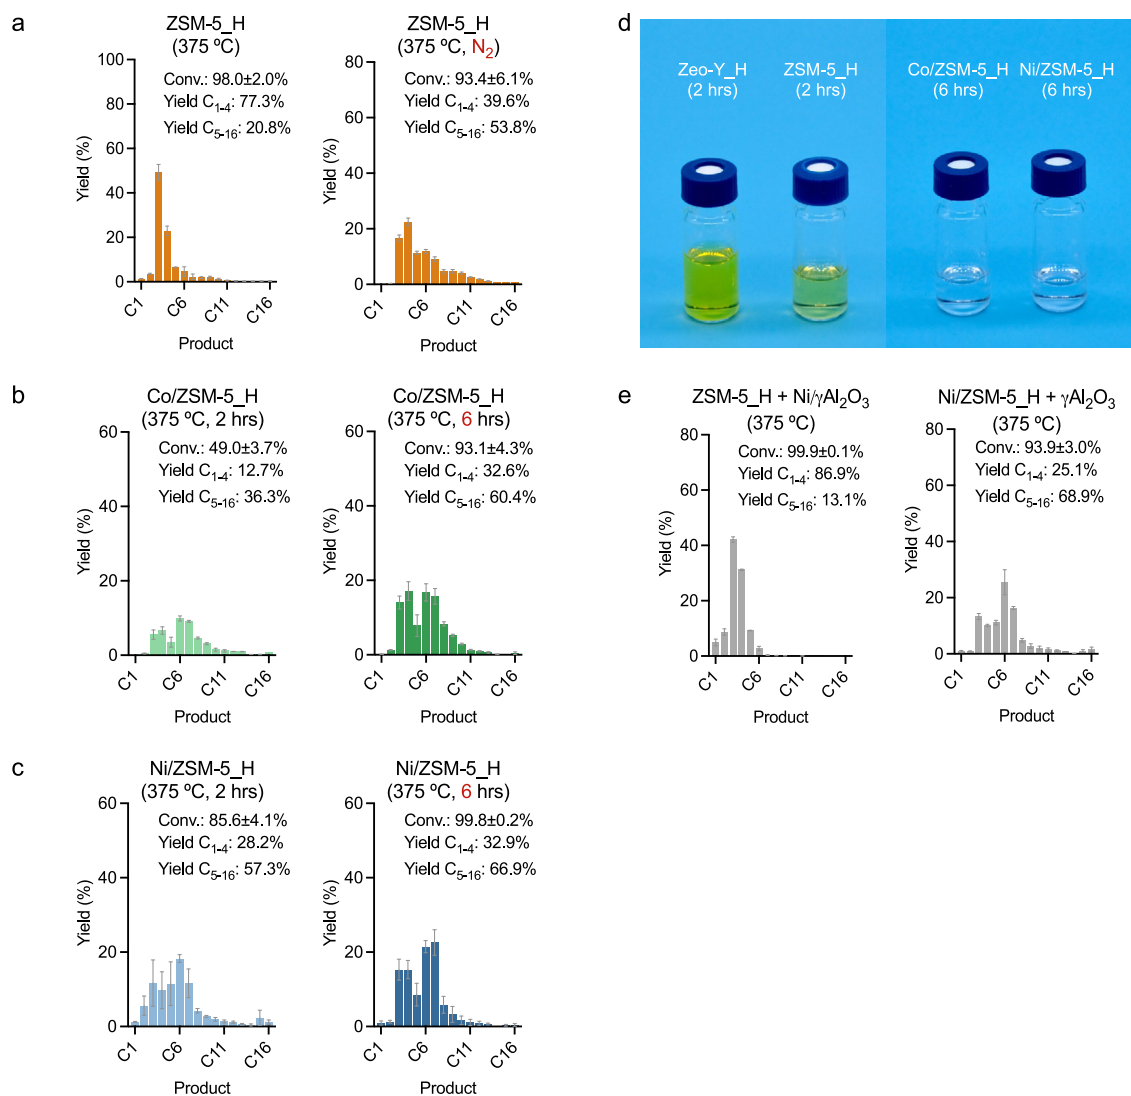 a
ZSM-5_H
(375 ºC)
Conv.: 98.0±2.0%
Yield C1-4: 77.3%
Yield C5-16: 20.8%
Yield (%)
100
80
60
40
20
0
C1
C6
C11
C16
Product
ZSM-5_H
(375 ºC, N2)
Conv.: 93.4±6.1%
Yield C1-4: 39.6%
Yield C5-16: 53.8%
Yield (%)
80
60
40
20
0
C1
C6
C11
C16
Product
b
Co/ZSM-5_H
(375 ºC, 2 hrs)
Conv.: 49.0±3.7%
Yield C1-4: 12.7%
Yield C5-16: 36.3%
Yield (%)
60
40
20
0
C1
C6
C11
C16
Product
Co/ZSM-5_H
(375 ºC, 6 hrs)
Conv.: 93.1±4.3%
Yield C1-4: 32.6%
Yield C5-16: 60.4%
Yield (%)
60
40
20
0
C1
C6
C11
C16
Product
c
Ni/ZSM-5_H
(375 ºC, 2 hrs)
Conv.: 85.6±4.1%
Yield C1-4: 28.2%
Yield C5-16: 57.3%
Yield (%)
60
40
20
0
C1
C6
C11
C16
Product
Ni/ZSM-5_H
(375 ºC, 6 hrs)
Conv.: 99.8±0.2%
Yield C1-4: 32.9%
Yield C5-16: 66.9%
Yield (%)
60
40
20
0
C1
C6
C11
C16
Product
d
Zeo-Y_H
(2 hrs)
ZSM-5_H
(2 hrs)
Co/ZSM-5_H
(6 hrs)
Ni/ZSM-5_H
(6 hrs)
e
ZSM-5_H + Ni/γAl2O3
(375 ºC)
Conv.: 99.9±0.1%
Yield C1-4: 86.9%
Yield C5-16: 13.1%
Yield (%)
80
60
40
20
0
C1
C6
C11
C16
Product
Ni/ZSM-5_H + γAl2O3
(375 ºC)
Conv.: 93.9±3.0%
Yield C1-4: 25.1%
Yield C5-16: 68.9%
Yield (%)
80
60
40
20
0
C1
C6
C11
C16
Product